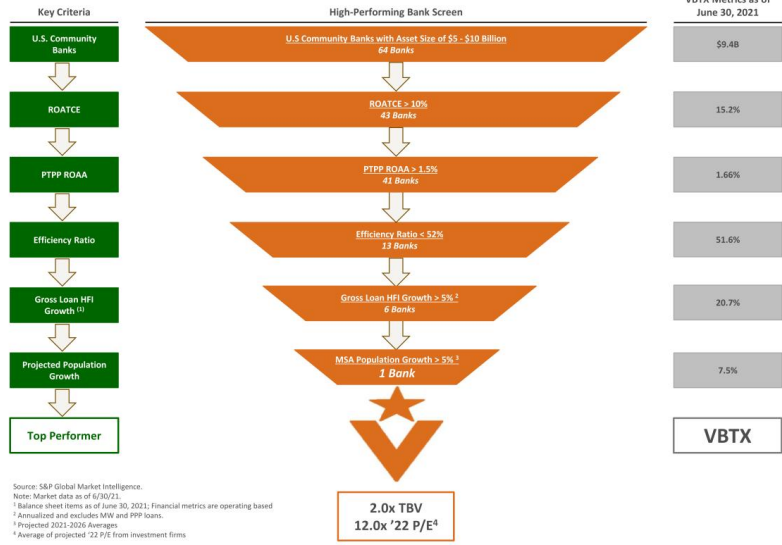 Key Criteria
High-Performing Bank Screen
VBTX Metrics as of
June 30, 2021
U.S. Community
Banks
U.S Community Banks with Asset Size of $5 - $10 Billion
64 Banks
$9.4B
ROATCE
ROATCE > 10%
43 Banks
15.2%
PTPP ROAA
PTPP ROAA > 1.5%
41 Banks
1.66%
Efficiency Ratio
Efficiency Ratio < 52%
13 Banks
51.6%
Gross Loan HFI
Growth (1)
Gross Loan HFI Growth > 5% 2
6 Banks
20.7%
Projected Population
Growth
MSA Population Growth > 5% 3
1 Bank
7.5%
Top Performer
VBTX
2.0x TBV
12.0x '22 P/E4
Source: S&P Global Market Intelligence.
Note: Market data as of 6/30/21.
1 Balance sheet items as of June 30, 2021; Financial metrics are operating based
2 Annualized and excludes MW and PPP loans.
3 Projected 2021-2026 Averages
4 Average of projected '22 P/E from investment firms